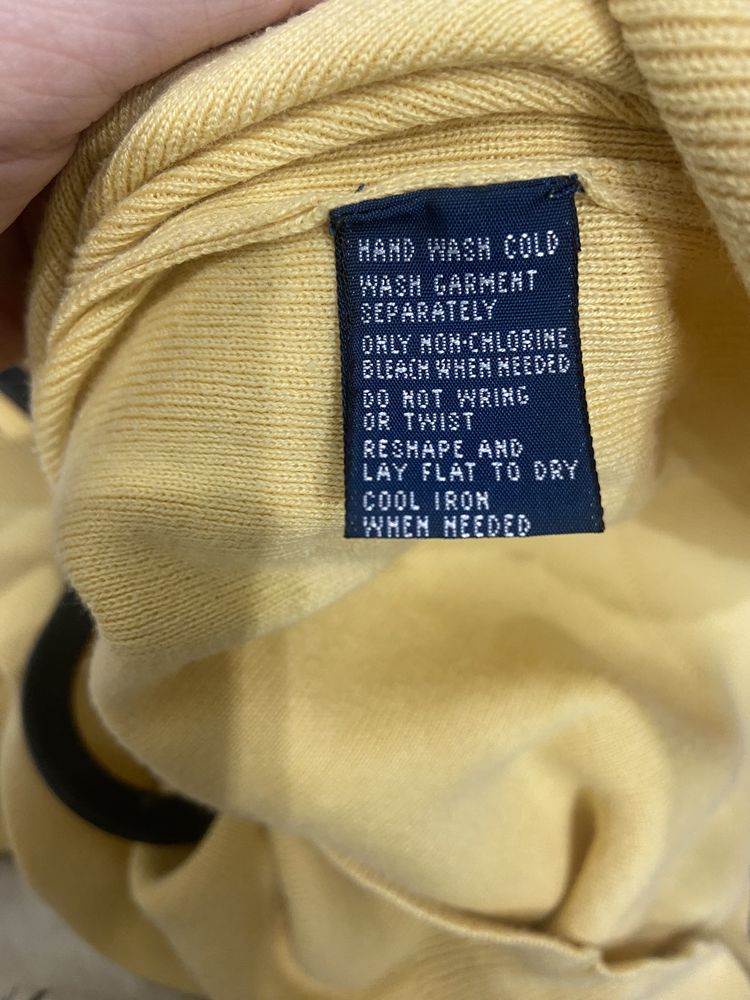 HAND WASH COLD
WASH GARMENT
SEPARATELY
ONLY NON-CHLORINE
BLEACH WHEN NEEDED
DO NOT WRING
OR TWIST
RESHAPE AND
LAY FLAT TO DRY
COOL IRON
WHEN NEEDED